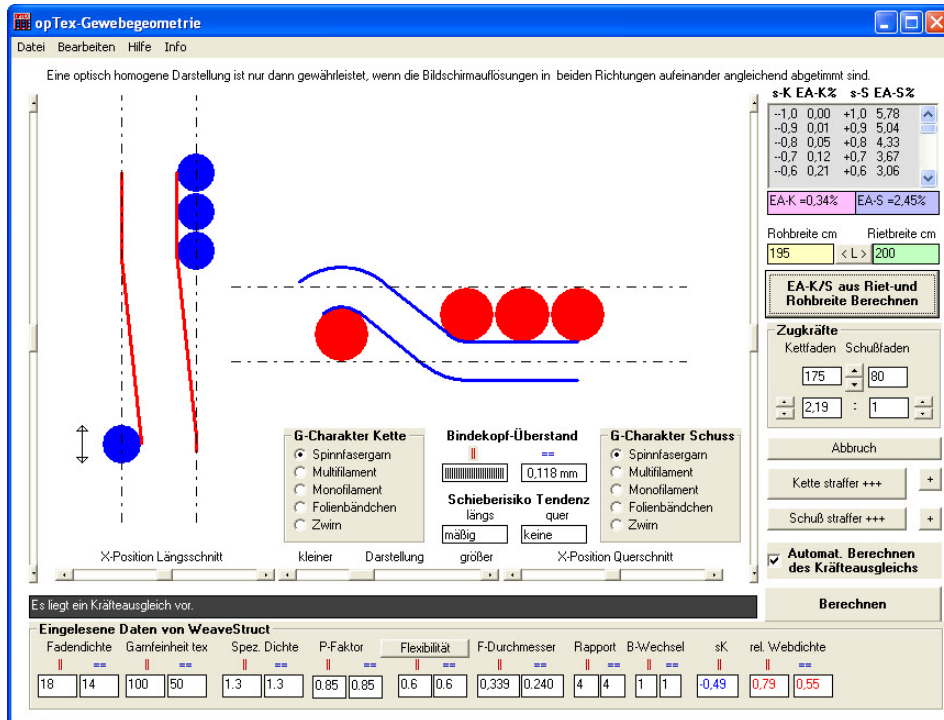 opTex-Gewebegeometrie
Datei Bearbeiten Hilfe Info
Eine optisch homogene Darstellung ist nur dann gewährleistet, wenn die Bildschirmauflösungen in beiden Richtungen aufeinander angleichend abgetimmt sind.
s-K EA-K% s-S EA-S%
--1,0 0,00 +1,0 5,78
--0,9 0,01 +0,9 5,04
--0,8 0,05 +0,8 4,33
--0,7 0,12 +0,7 3,67
--0,6 0,21 +0,6 3,06
EA-K =0,34% EA-S =2,45%
Rohbreite cm Rietbreite cm
195 < L > 200
EA-K/S aus Riet-und
Rohbreite Berechnen
Zugkräfte
Kettfaden Schußfaden
175 80
2,19 : 1
Abbruch
Kette straffer +++ +
Schuß straffer +++ +
Automat. Berechnen
des Kräfteausgleichs
Berechnen
G-Charakter Kette
Spinnfasergarn
Multifilament
Monofilament
Folienbändchen
Zwirn
Bindekopf-Überstand
|| ==
0,118 mm
Schieberisiko Tendenz
längs quer
mäßig keine
G-Charakter Schuss
Spinnfasergarn
Multifilament
Monofilament
Folienbändchen
Zwirn
X-Position Längsschnitt kleiner Darstellung größer X-Position Querschnitt
Es liegt ein Kräfteausgleich vor.
Eingelesene Daten von WeaveStruct
Fadendichte Garnfeinheit tex Spez. Dichte P-Faktor Flexibilität F-Durchmesser Rapport B-Wechsel sK rel. Webdichte
|| == || == || == || == || == || == || == || == || || ==
18 14 100 50 1.3 1.3 0.85 0.85 0.6 0.6 0,339 0.240 4 4 1 1 -0,49 0,79 0,55